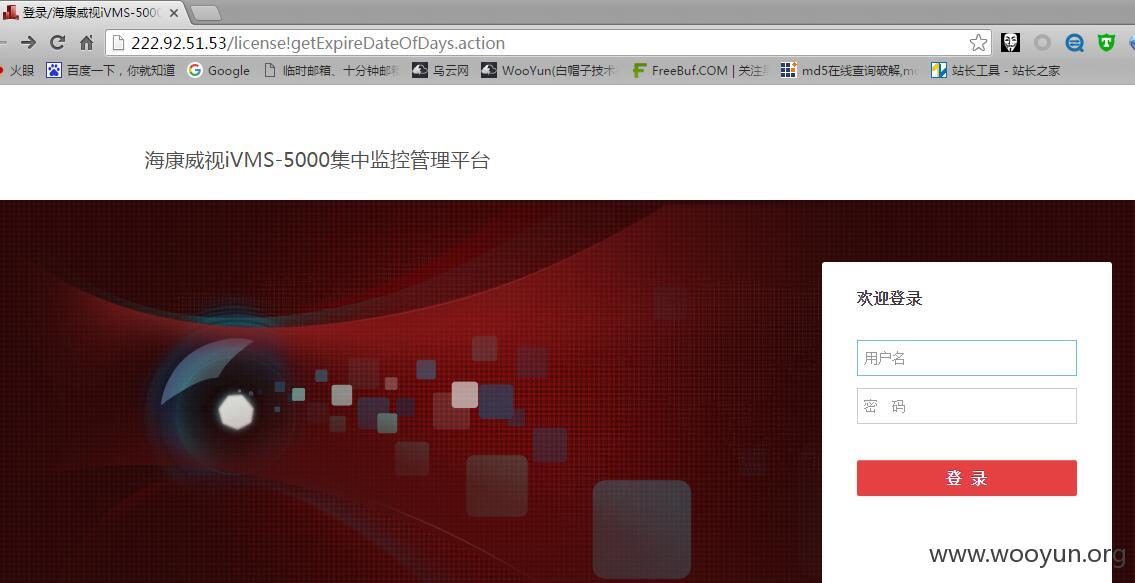 登录/海康威视iVMS-500
222.92.51.53/license!getExpireDateOfDays.action
火眼 百度一下，你就知道 Google 临时邮箱、十分钟邮 乌云网 WooYun(白帽子技术 FreeBuf.COM | 关注 md5在线查询破解,m 站长工具 - 站长之家
海康威视iVMS-5000集中监控管理平台
欢迎登录
用户名
密 码
登 录
www.wooyun.org